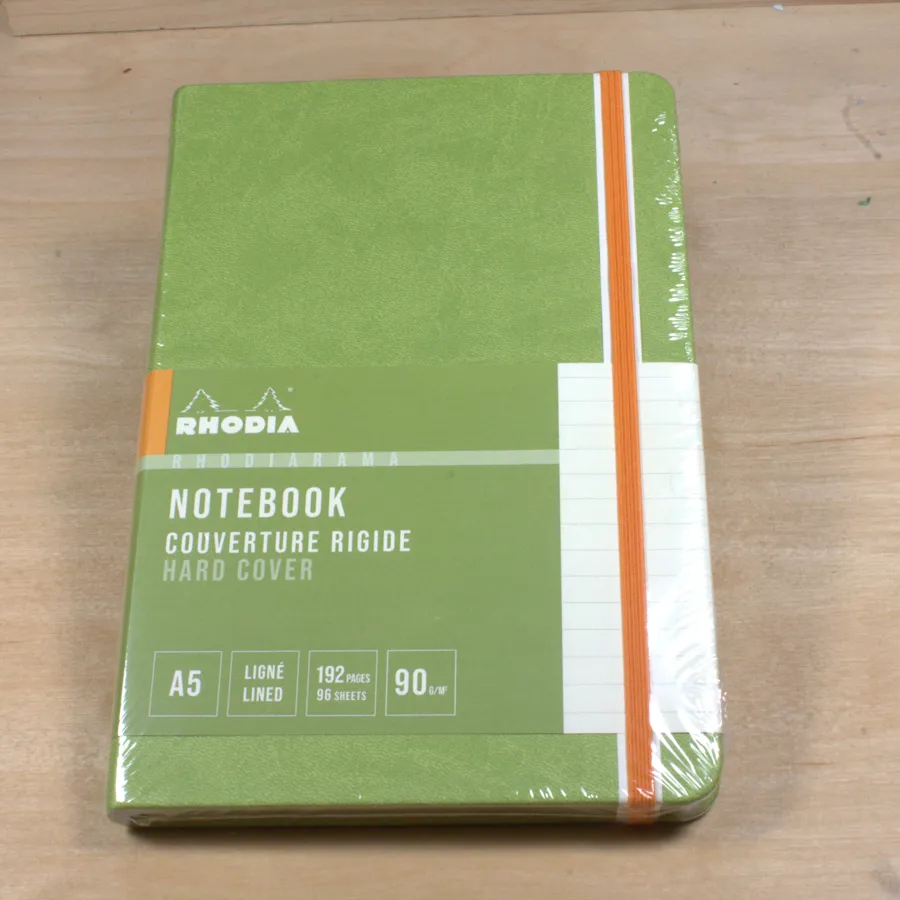 RHODIA
RHODIARAMA
NOTEBOOK
COUVERTURE RIGIDE
HARD COVER
A5
LIGNÉ
LINED
192 PAGES
96 SHEETS
90 G/M²